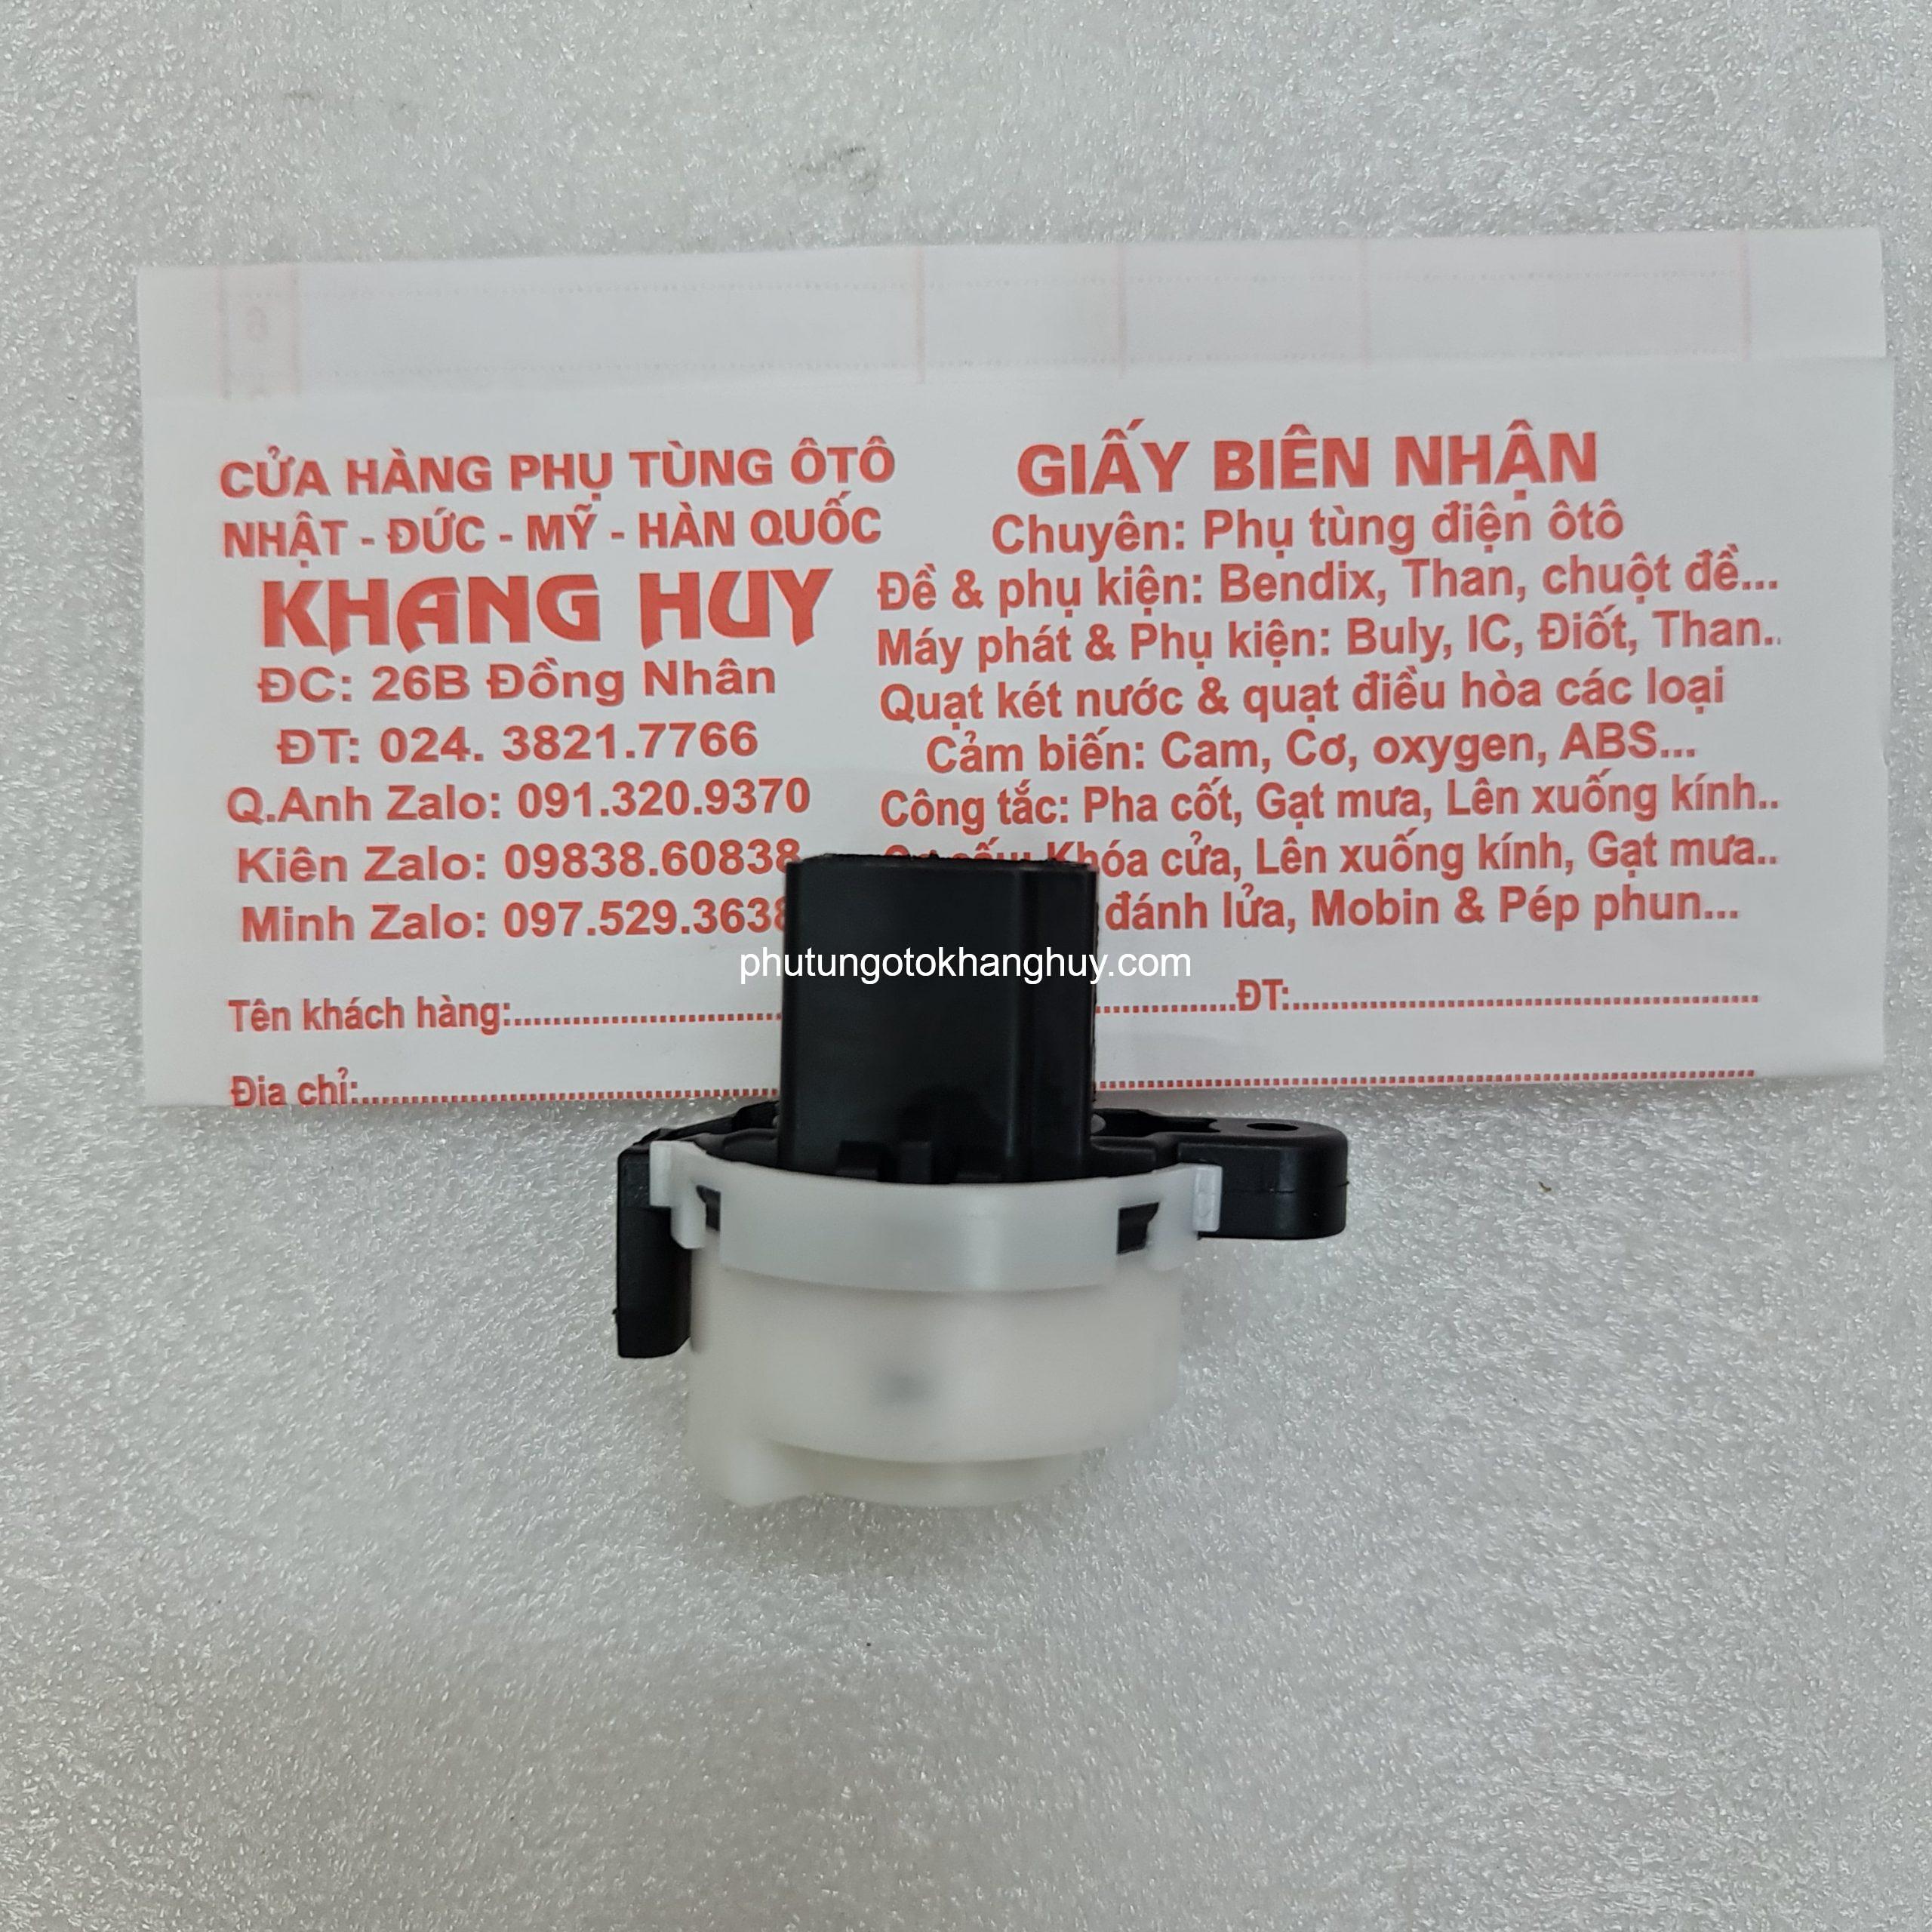 CỬA HÀNG PHỤ TÙNG ÔTÔ
NHẬT - ĐỨC - MỸ - HÀN QUỐC
KHANG HUY
ĐC: 26B Đồng Nhân
ĐT: 024. 3821.7766
Q.Anh Zalo: 091.320.9370
Kiên Zalo: 09838.60838
Minh Zalo: 097.529.3638
GIẤY BIÊN NHẬN
Chuyên: Phụ tùng điện ôtô
Đề & phụ kiện: Bendix, Than, chuột đề...
Máy phát & Phụ kiện: Buly, IC, Điốt, Than..
Quạt két nước & quạt điều hòa các loại
Cảm biến: Cam, Cơ, oxygen, ABS...
Công tắc: Pha cốt, Gạt mưa, Lên xuống kính..
Khóa cửa, Lên xuống kính, Gạt mưa..
đánh lửa, Mobin & Pép phun...
phutungotokhanghuy.com
Tên khách hàng:....................ĐT:....................
Địa chỉ:....................